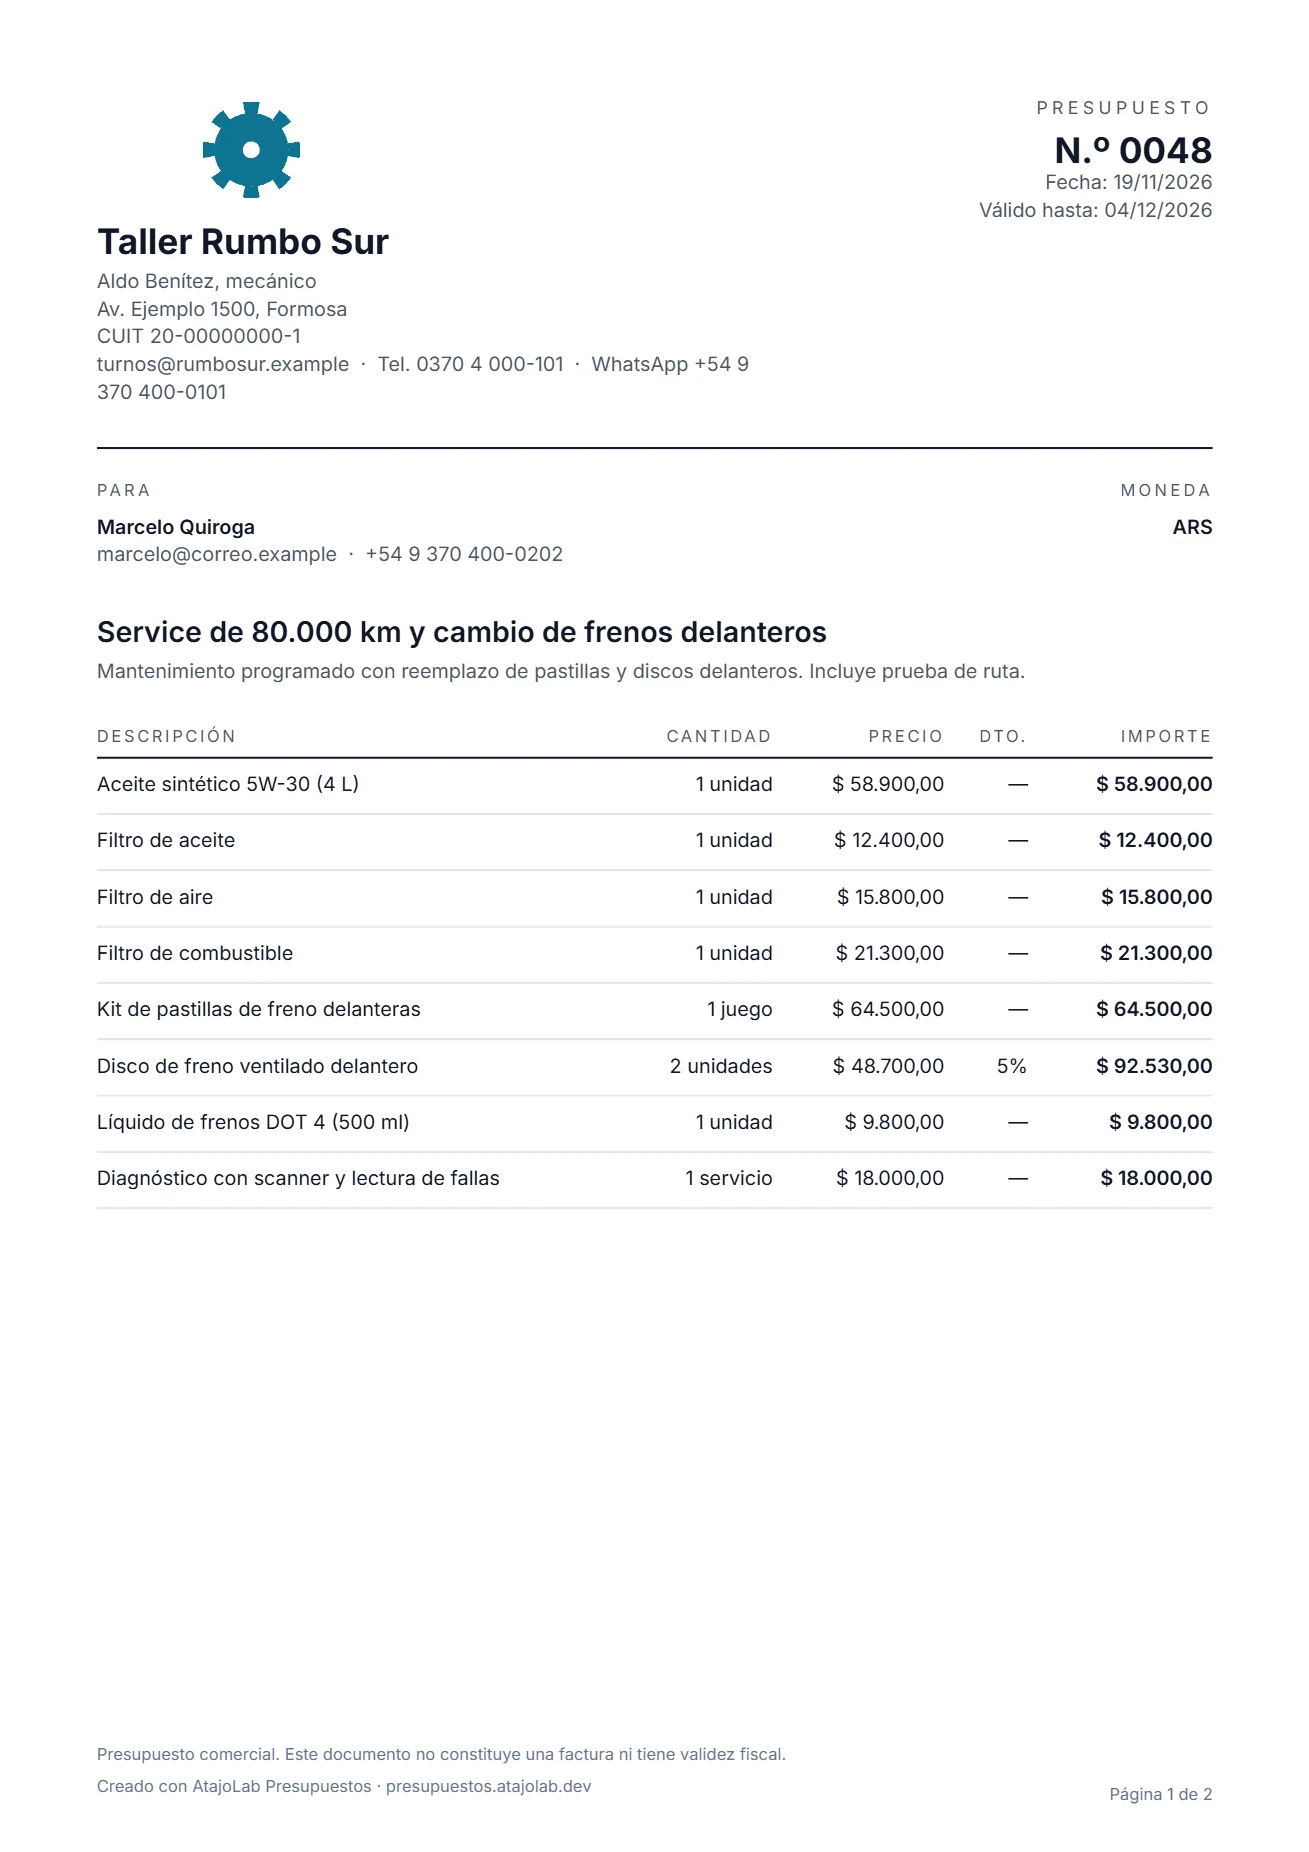 PRESUPUESTO
N.º 0048
Fecha: 19/11/2026
Válido hasta: 04/12/2026
Taller Rumbo Sur
Aldo Benítez, mecánico
Av. Ejemplo 1500, Formosa
CUIT 20-00000000-1
turnos@rumbosur.example · Tel. 0370 4 000-101 · WhatsApp +54 9
370 400-0101
PARA MONEDA
Marcelo Quiroga ARS
marcelo@correo.example · +54 9 370 400-0202
Service de 80.000 km y cambio de frenos delanteros
Mantenimiento programado con reemplazo de pastillas y discos delanteros. Incluye prueba de ruta.
DESCRIPCIÓN CANTIDAD PRECIO DTO. IMPORTE
Aceite sintético 5W-30 (4 L) 1 unidad $ 58.900,00 — $ 58.900,00
Filtro de aceite 1 unidad $ 12.400,00 — $ 12.400,00
Filtro de aire 1 unidad $ 15.800,00 — $ 15.800,00
Filtro de combustible 1 unidad $ 21.300,00 — $ 21.300,00
Kit de pastillas de freno delanteras 1 juego $ 64.500,00 — $ 64.500,00
Disco de freno ventilado delantero 2 unidades $ 48.700,00 5% $ 92.530,00
Líquido de frenos DOT 4 (500 ml) 1 unidad $ 9.800,00 — $ 9.800,00
Diagnóstico con scanner y lectura de fallas 1 servicio $ 18.000,00 — $ 18.000,00
Presupuesto comercial. Este documento no constituye una factura ni tiene validez fiscal.
Creado con AtajoLab Presupuestos · presupuestos.atajolab.dev
Página 1 de 2